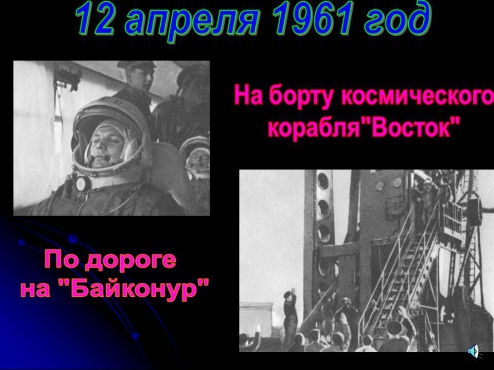 12 апреля 1961 год
На борту космического
корабля"Восток"
По дороге
на "Байконур"